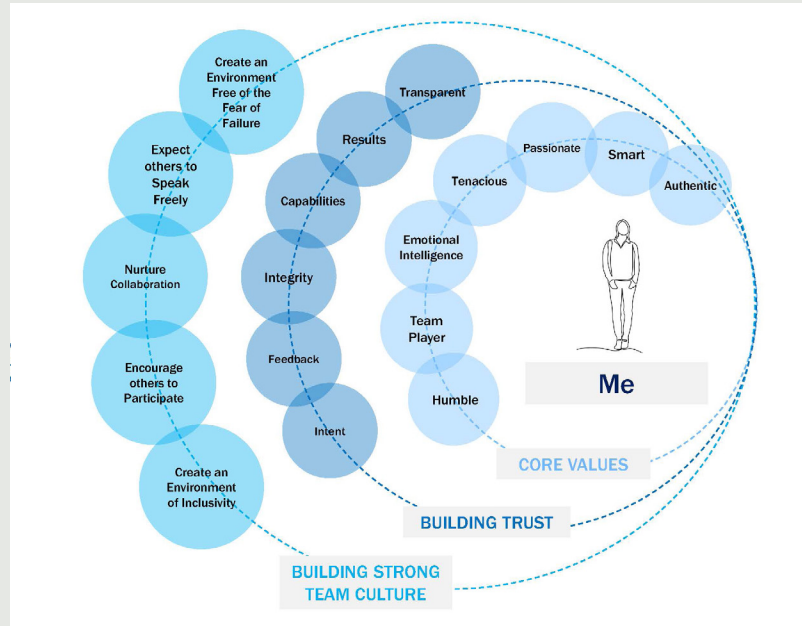 Create an
Environment
Free of the
Fear of
Failure
Expect
others to
Speak
Freely
Nurture
Collaboration
Encourage
others to
Participate
Create an
Environment
of Inclusivity
Transparent
Results
Capabilities
Integrity
Feedback
Intent
Authentic
Smart
Passionate
Tenacious
Emotional
Intelligence
Team
Player
Humble
Me
CORE VALUES
BUILDING TRUST
BUILDING STRONG
TEAM CULTURE